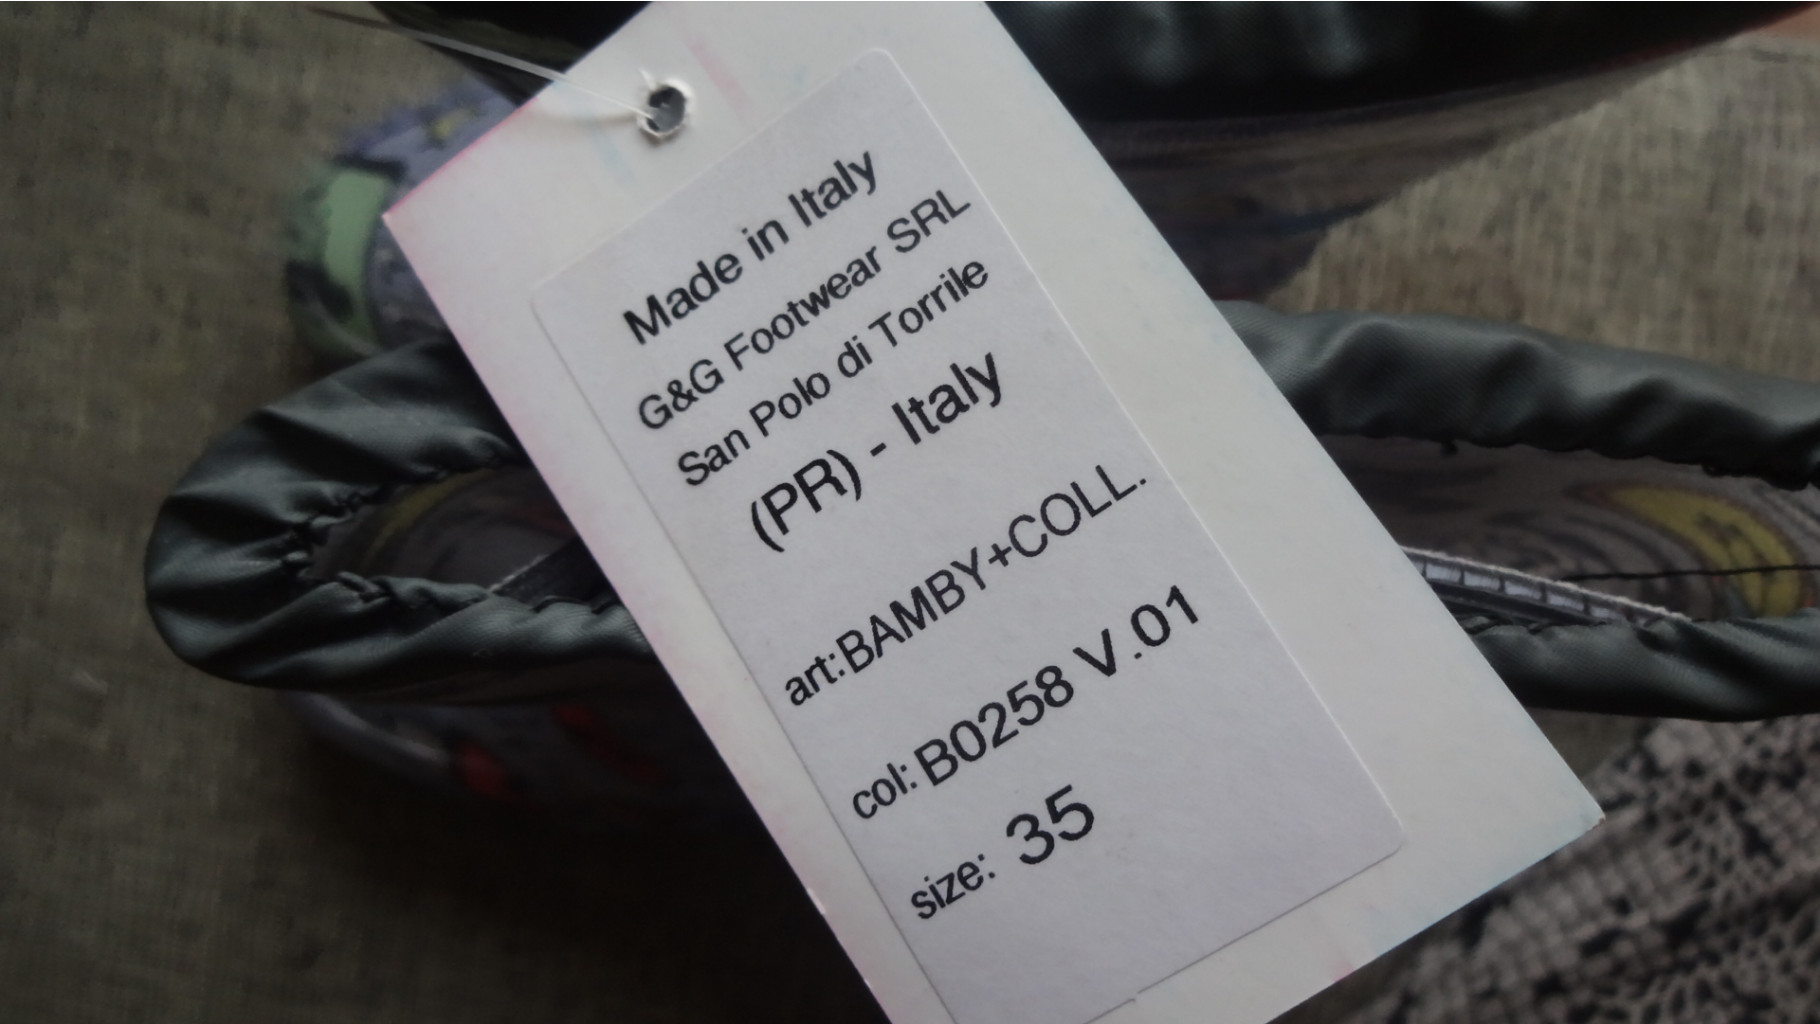 Made in Italy
G&G Footwear SRL
San Polo di Torrile
(PR) - Italy
art:BAMBY+COLL.
col: B0258 V.01
size: 35